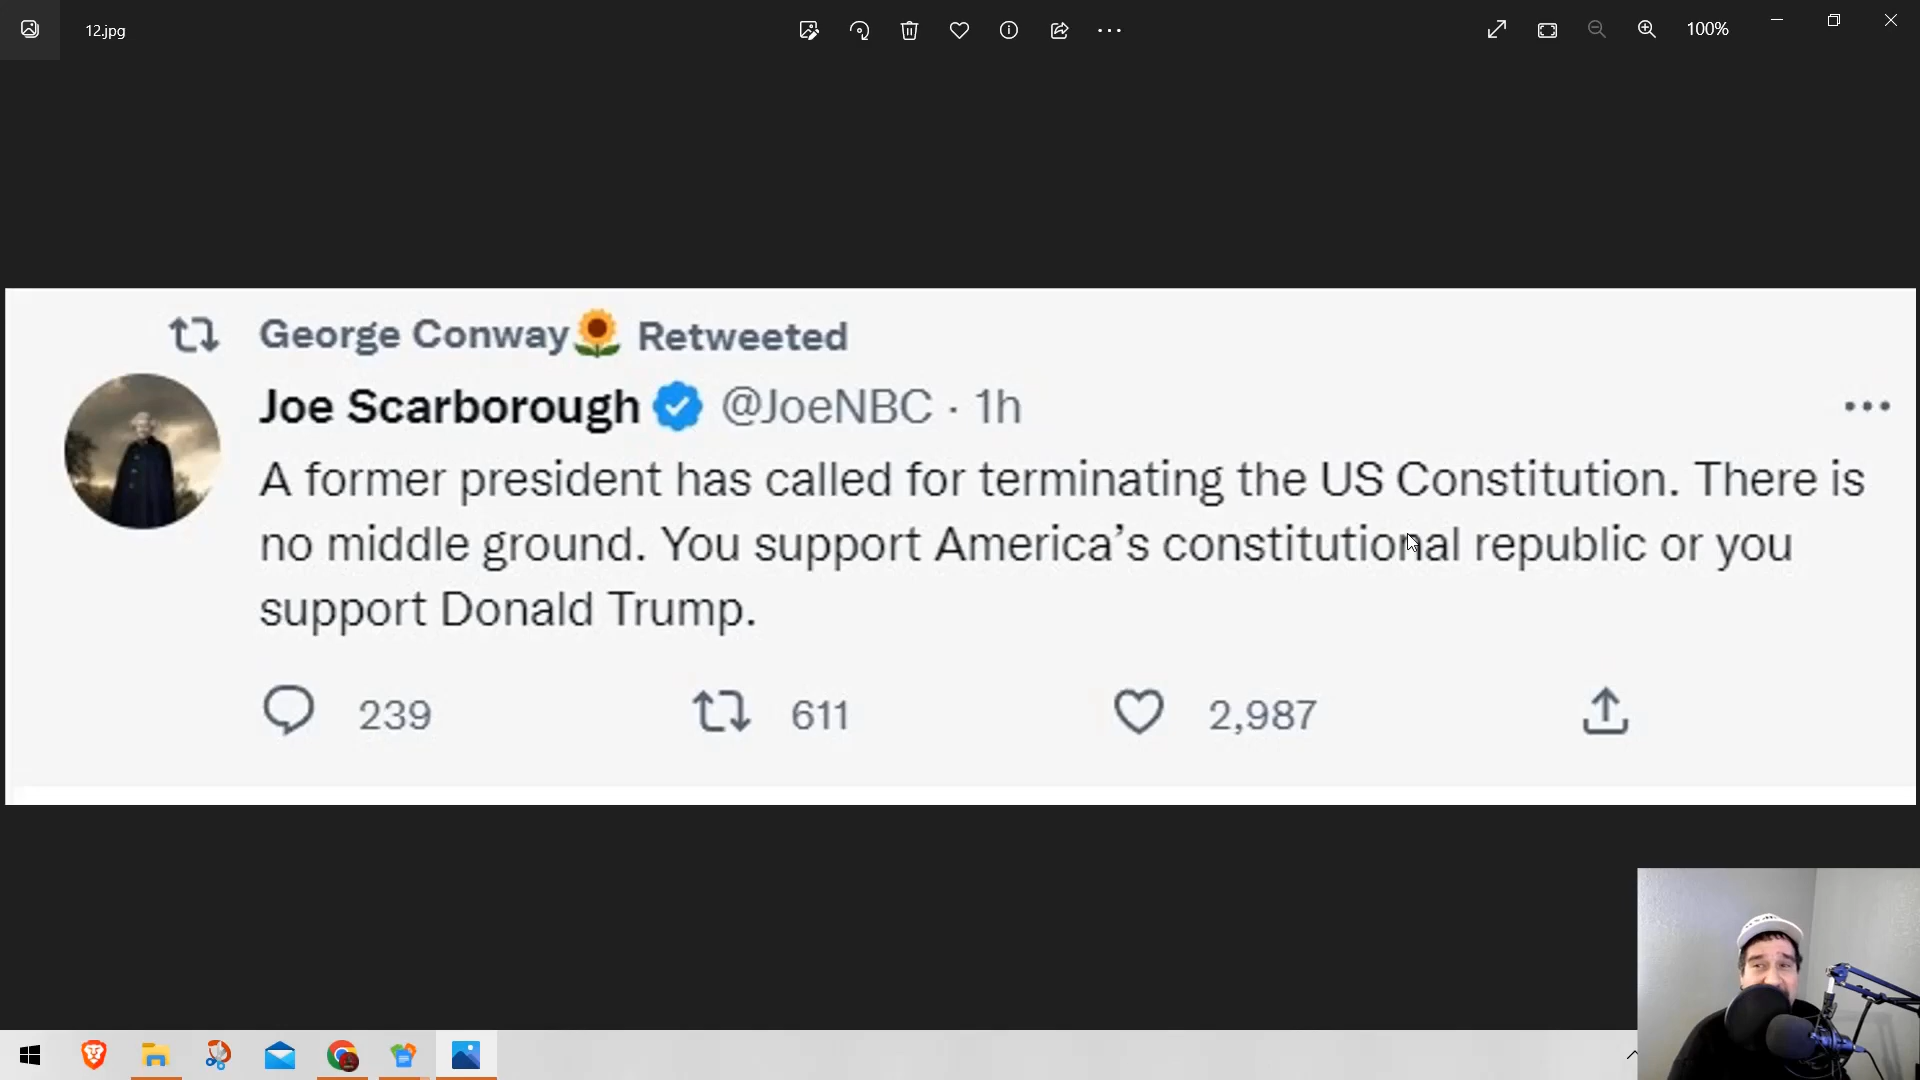 12.jpg
100%
George Conway🌻 Retweeted
Joe Scarborough @JoeNBC · 1h
A former president has called for terminating the US Constitution. There is
no middle ground. You support America’s constitutional republic or you
support Donald Trump.
239 611 2,987